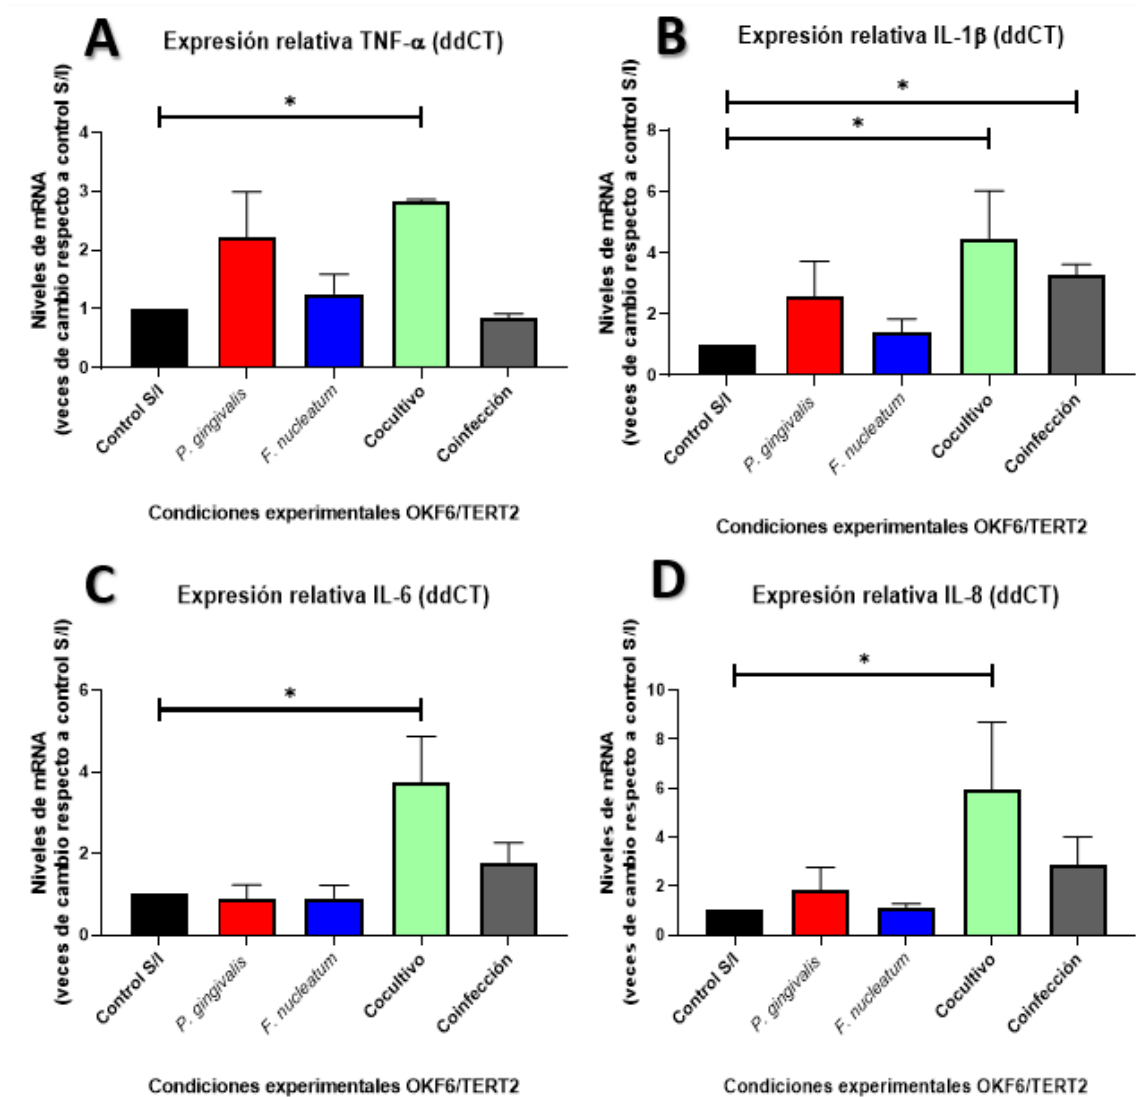 A
Expresión relativa TNF-α (ddCT)
Niveles de mRNA
(veces de cambio respecto a control S/I)
*
4
3
2
1
0
Control S/I
P. gingivalis
F. nucleatum
Cocultivo
Coinfección
Condiciones experimentales OKF6/TERT2
B
Expresión relativa IL-1β (ddCT)
Niveles de mRNA
(veces de cambio respecto a control S/I)
*
*
8
6
4
2
0
Control S/I
P. gingivalis
F. nucleatum
Cocultivo
Coinfección
Condiciones experimentales OKF6/TERT2
C
Expresión relativa IL-6 (ddCT)
Niveles de mRNA
(veces de cambio respecto a control S/I)
*
6
4
2
0
Control S/I
P. gingivalis
F. nucleatum
Cocultivo
Coinfección
Condiciones experimentales OKF6/TERT2
D
Expresión relativa IL-8 (ddCT)
Niveles de mRNA
(veces de cambio respecto a control S/I)
*
10
8
6
4
2
0
Control S/I
P. gingivalis
F. nucleatum
Cocultivo
Coinfección
Condiciones experimentales OKF6/TERT2